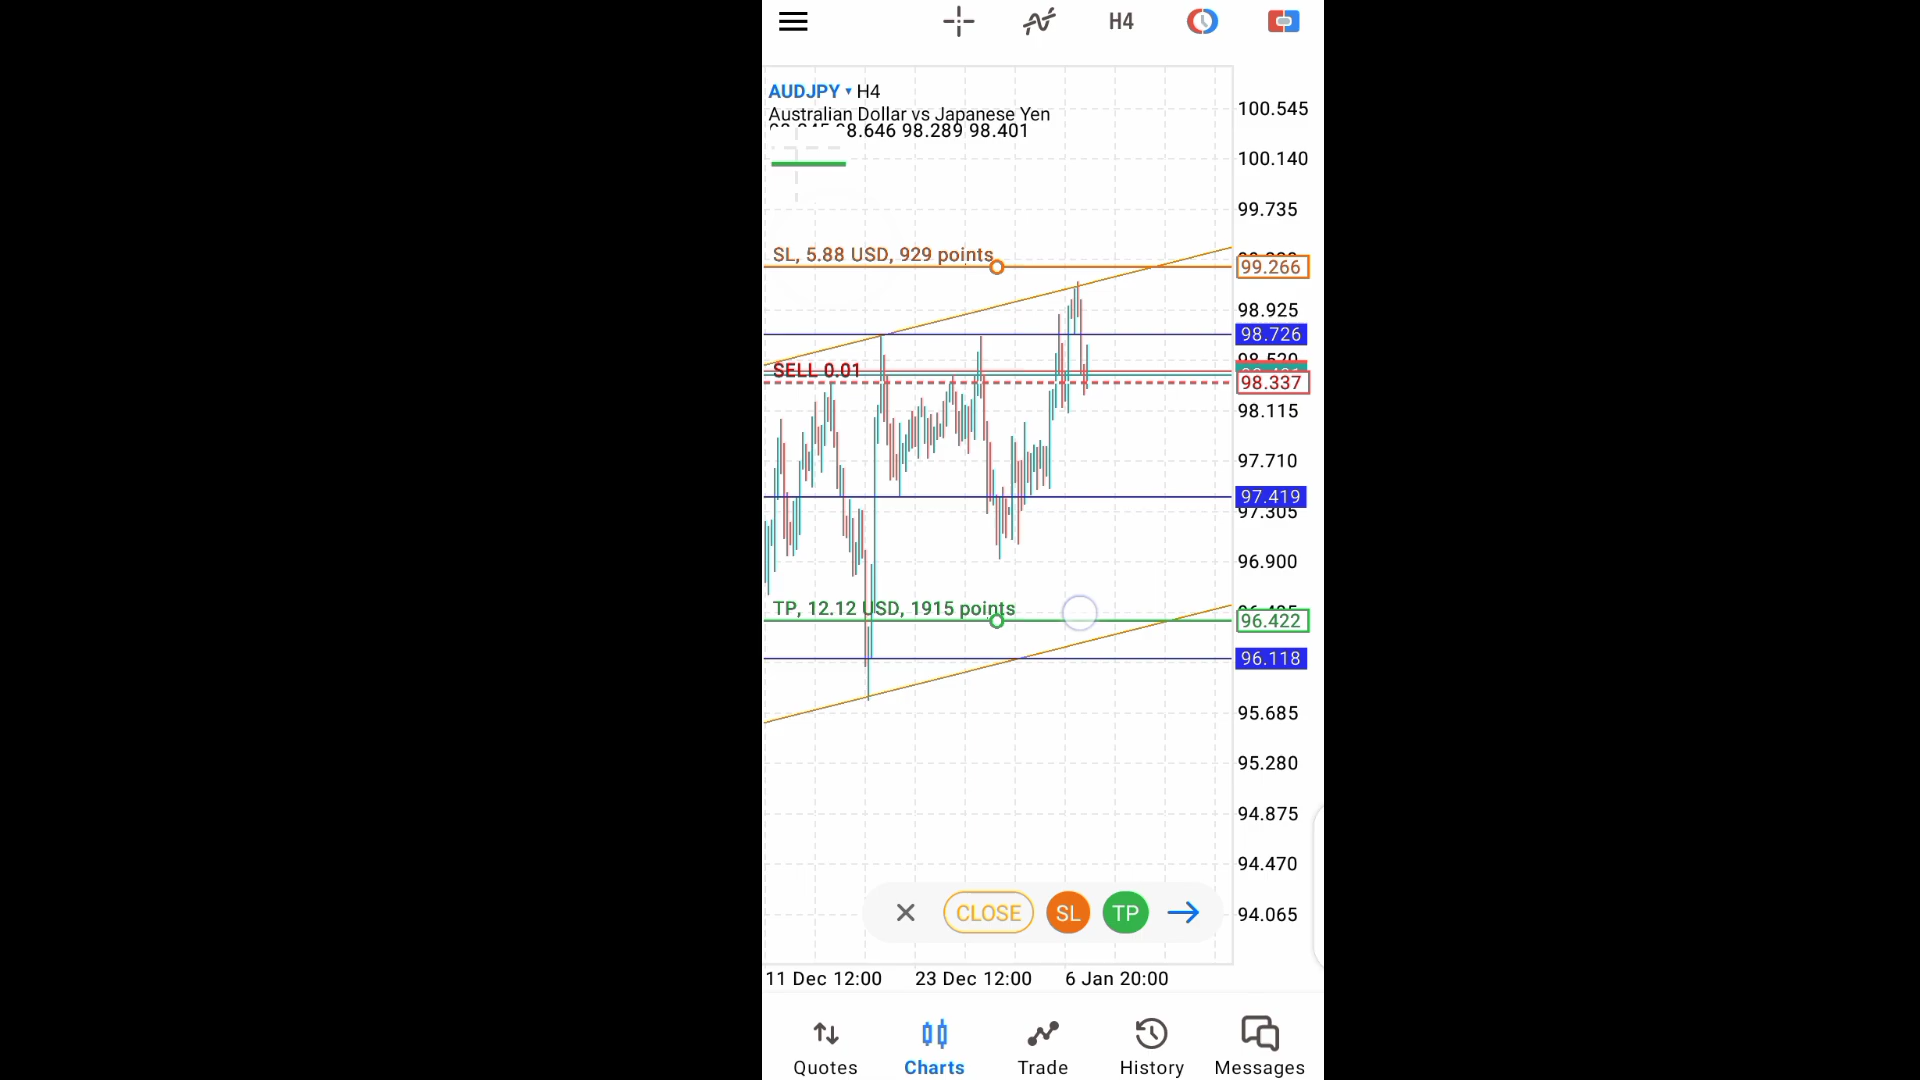 H4
AUDJPY ▾ H4
Australian Dollar vs Japanese Yen
8.646 98.289 98.401
100.545
100.140
99.735
SL, 5.88 USD, 929 points
99.266
98.925
98.726
SELL 0.01
98.337
98.115
97.710
97.419
97.305
96.900
TP, 12.12 USD, 1915 points
96.422
96.118
95.685
95.280
94.875
94.470
CLOSE SL TP
94.065
11 Dec 12:00 23 Dec 12:00 6 Jan 20:00
Quotes Charts Trade History Messages